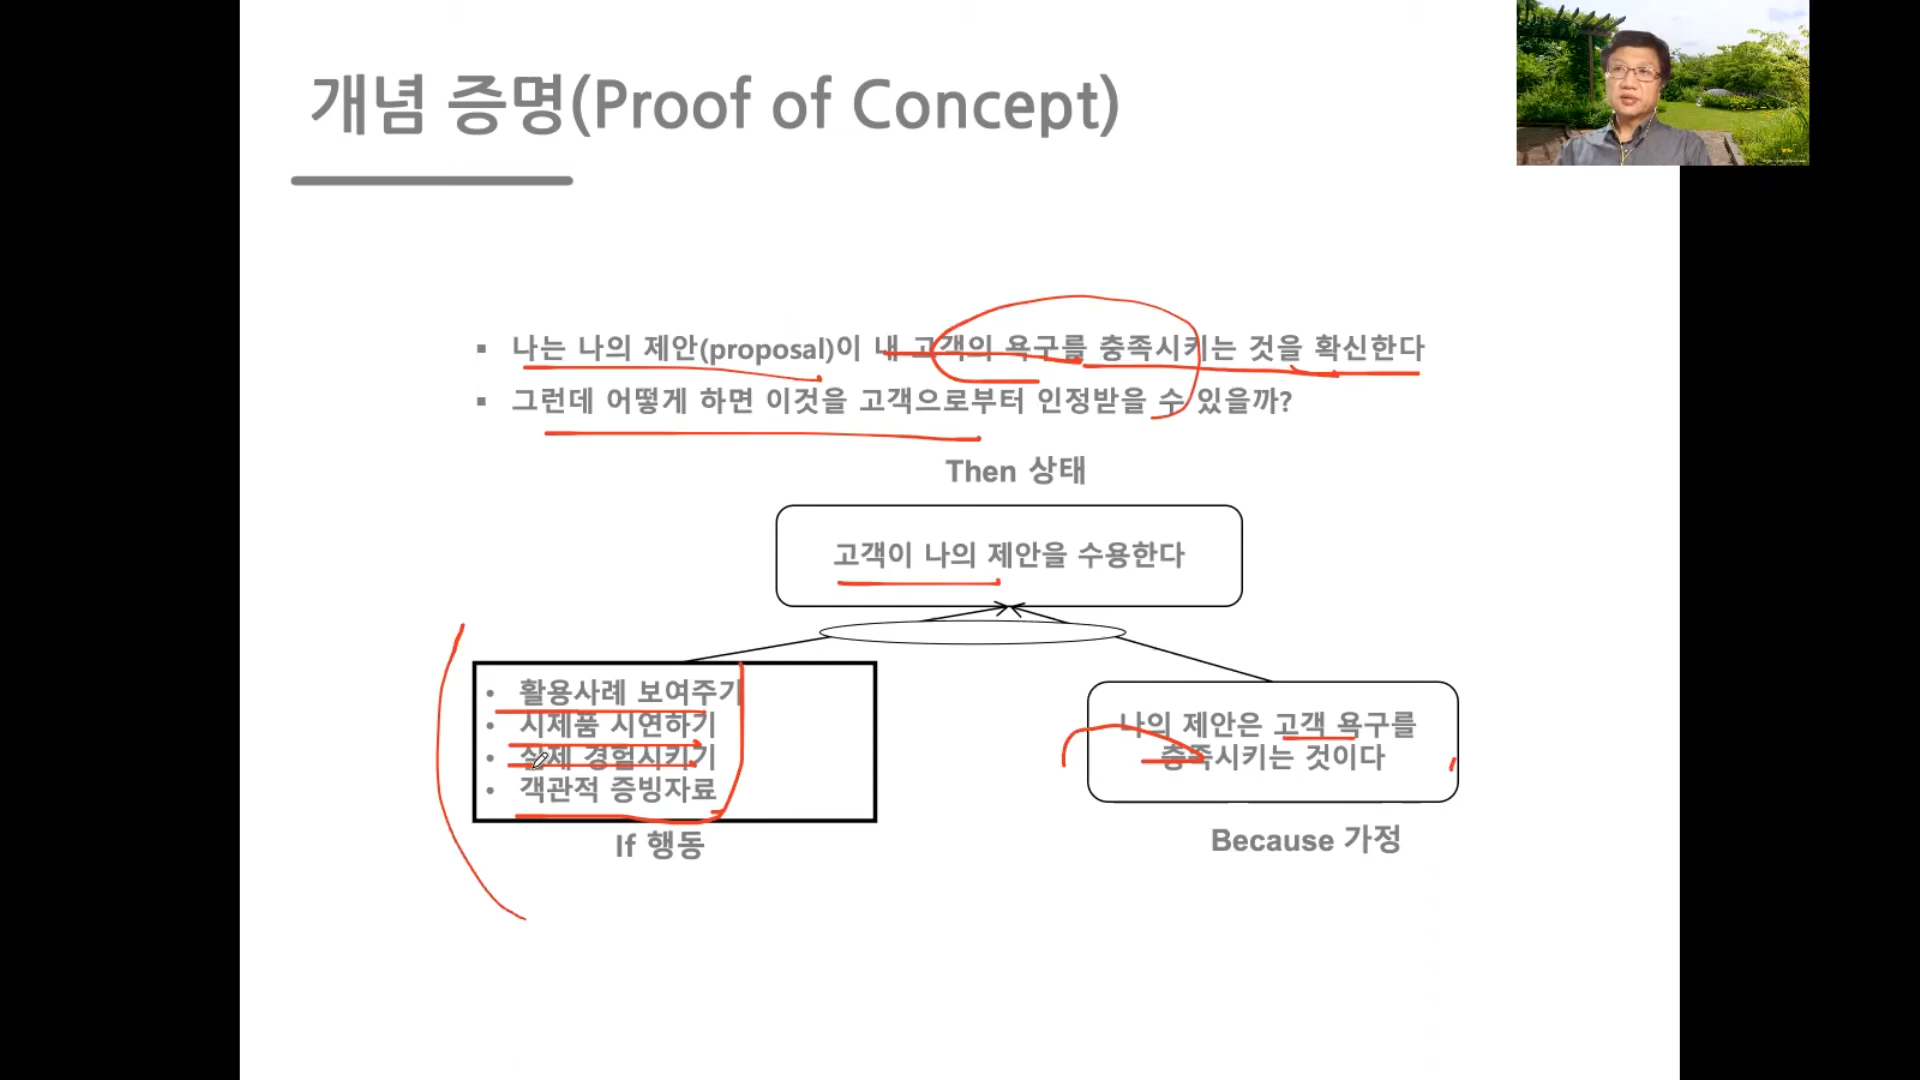 개념 증명(Proof of Concept)
▪ 나는 나의 제안(proposal)이 내 고객의 욕구를 충족시키는 것을 확신한다
▪ 그런데 어떻게 하면 이것을 고객으로부터 인정받을 수 있을까?
Then 상태
고객이 나의 제안을 수용한다
• 활용사례 보여주기
• 시제품 시연하기
• 실제 경험시키기
• 객관적 증빙자료
If 행동
나의 제안은 고객 욕구를
충족시키는 것이다
Because 가정